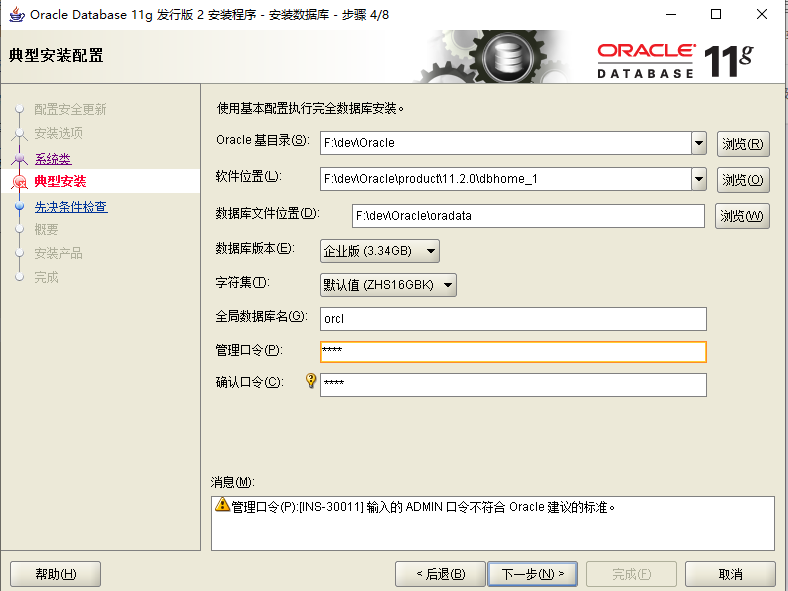 Oracle Database 11g 发行版 2 安装程序 - 安装数据库 - 步骤 4/8
典型安装配置
ORACLE
DATABASE
11g
配置安全更新
安装选项
系统类
典型安装
先决条件检查
概要
安装产品
完成
使用基本配置执行完全数据库安装。
Oracle 基目录(S): F:\dev\Oracle 浏览(R)
软件位置(L): F:\dev\Oracle\product\11.2.0\dbhome_1 浏览(O)
数据库文件位置(D): F:\dev\Oracle\oradata 浏览(W)
数据库版本(E): 企业版 (3.34GB)
字符集(T): 默认值 (ZHS16GBK)
全局数据库名(G): orcl
管理口令(P): ****
确认口令(C): ****
消息(M):
管理口令(P):[INS-30011] 输入的 ADMIN 口令不符合 Oracle 建议的标准。
帮助(H) < 后退(B) 下一步(N) > 完成(F) 取消